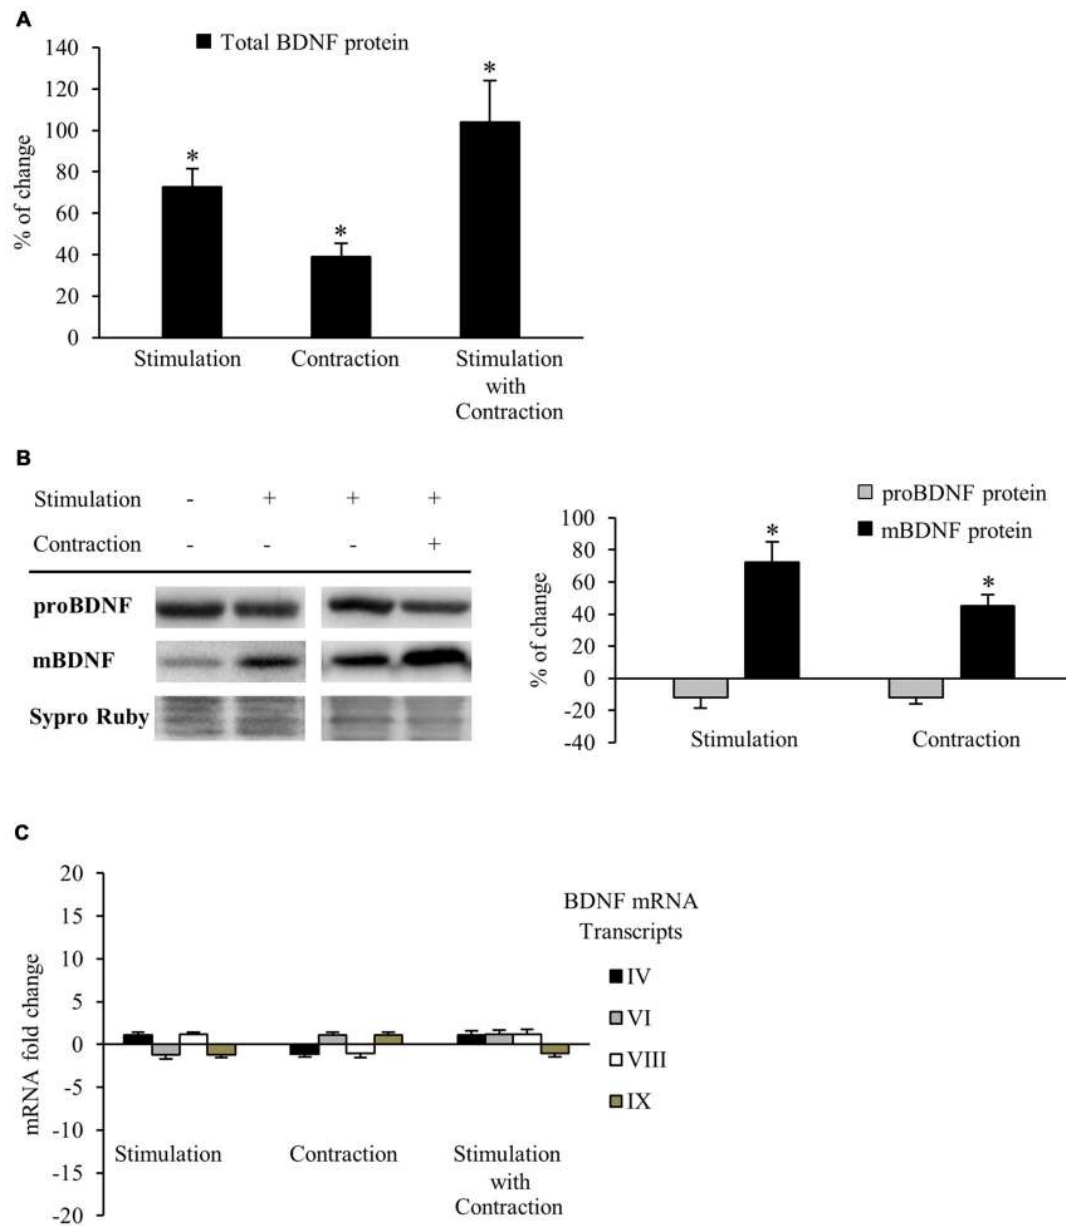 A
Total BDNF protein
% of change
140
120
100
80
60
40
20
0
*
*
*
Stimulation
Contraction
Stimulation
with
Contraction
B
Stimulation - + + +
Contraction - - - +
proBDNF
mBDNF
Sypro Ruby
proBDNF protein
mBDNF protein
% of change
100
80
60
40
20
0
-20
-40
*
*
Stimulation
Contraction
C
mRNA fold change
20
15
10
5
0
-5
-10
-15
-20
Stimulation
Contraction
Stimulation
with
Contraction
BDNF mRNA
Transcripts
IV
VI
VIII
IX